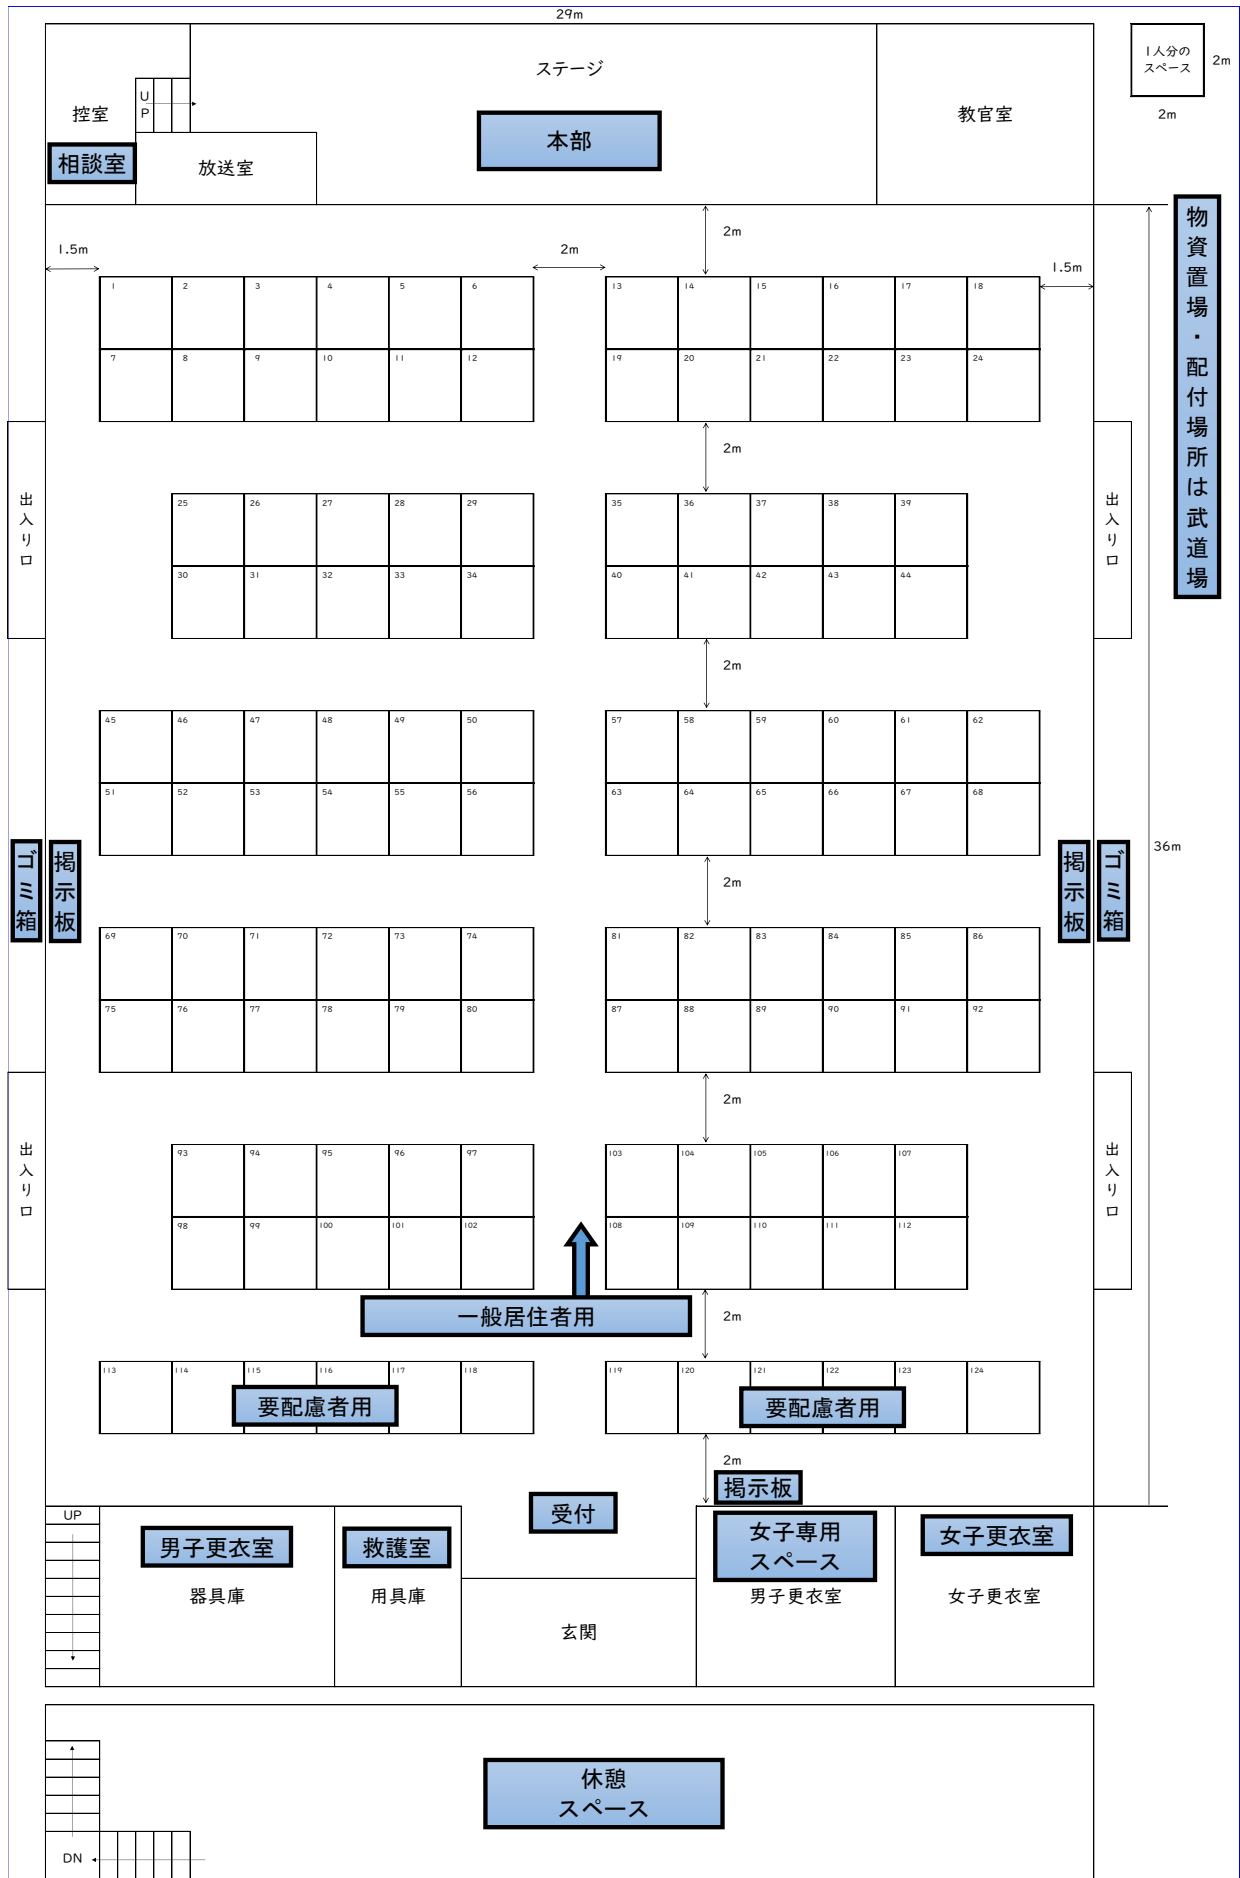 29m
ステージ
1人分の
スペース
2m
2m
UP
控室
本部
教官室
相談室
放送室
物資置場・配付場所は武道場
2m
1.5m
2m
1.5m
1 2 3 4 5 6
13 14 15 16 17 18
7 8 9 10 11 12
19 20 21 22 23 24
2m
出入り口
出入り口
25 26 27 28 29
35 36 37 38 39
30 31 32 33 34
40 41 42 43 44
2m
45 46 47 48 49 50
57 58 59 60 61 62
51 52 53 54 55 56
63 64 65 66 67 68
ゴミ箱
掲示板
掲示板
ゴミ箱
36m
2m
69 70 71 72 73 74
81 82 83 84 85 86
75 76 77 78 79 80
87 88 89 90 91 92
2m
出入り口
出入り口
93 94 95 96 97
103 104 105 106 107
98 99 100 101 102
108 109 110 111 112
一般居住者用
2m
113 114 115 116 117 118
119 120 121 122 123 124
要配慮者用
要配慮者用
2m
掲示板
受付
UP
男子更衣室
救護室
女子専用
スペース
女子更衣室
器具庫
用具庫
男子更衣室
女子更衣室
玄関
休憩
スペース
DN